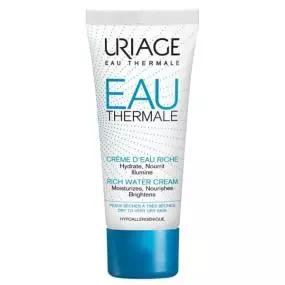 URIAGE
EAU THERMALE
EAU
THERMALE
CRÈME D'EAU RICHE
Hydrate, Nourrit
Illumine
RICH WATER CREAM
Moisturizes, Nourishes
Brightens
PEAUX SÈCHES À TRÈS SÈCHES
DRY TO VERY DRY SKIN
HYPOALLERGÉNIQUE